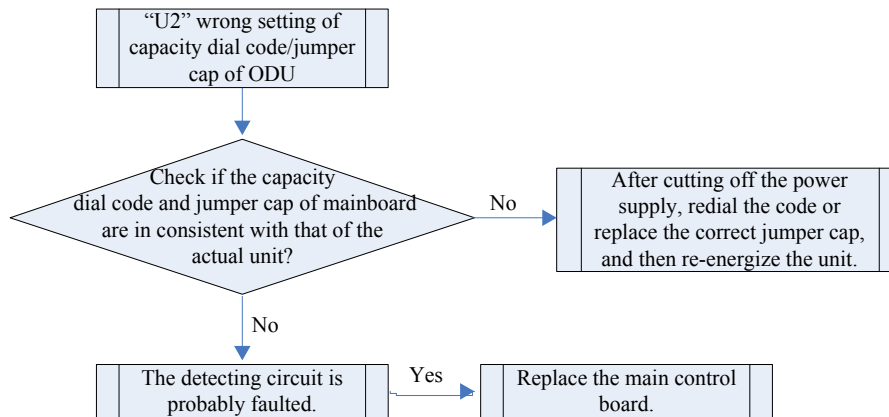 “U2” wrong setting of
capacity dial code/jumper
cap of ODU
Check if the capacity
dial code and jumper cap of mainboard
are in consistent with that of the
actual unit?
No
After cutting off the power
supply, redial the code or
replace the correct jumper cap,
and then re-energize the unit.
No
The detecting circuit is
probably faulted.
Yes
Replace the main control
board.